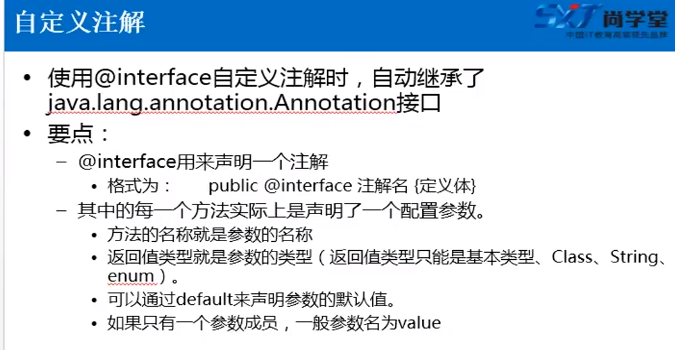 自定义注解
SXT 尚学堂
中国IT教育高端领先品牌
• 使用@interface自定义注解时，自动继承了
java.lang.annotation.Annotation接口
• 要点：
– @interface用来声明一个注解
• 格式为： public @interface 注解名 {定义体}
– 其中的每一个方法实际上是声明了一个配置参数。
• 方法的名称就是参数的名称
• 返回值类型就是参数的类型（返回值类型只能是基本类型、Class、String、
enum）。
• 可以通过default来声明参数的默认值。
• 如果只有一个参数成员，一般参数名为value